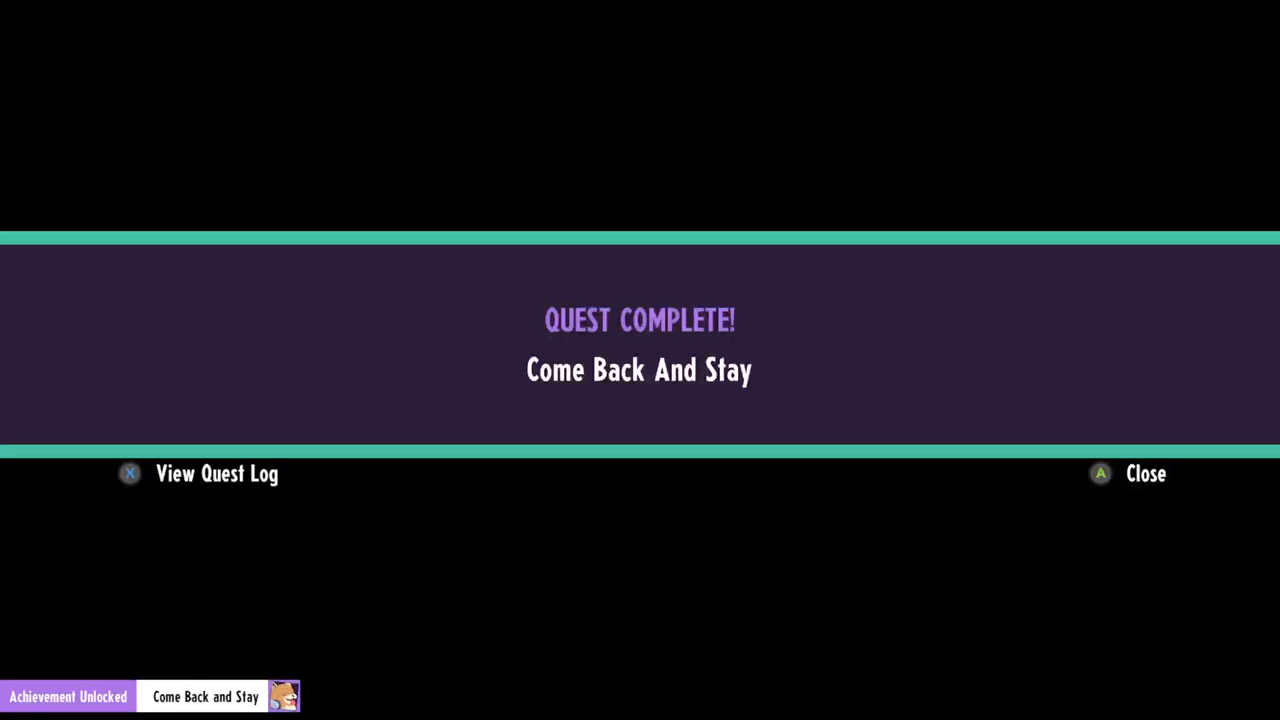 QUEST COMPLETE!
Come Back And Stay
X View Quest Log
A Close
Achievement Unlocked Come Back and Stay